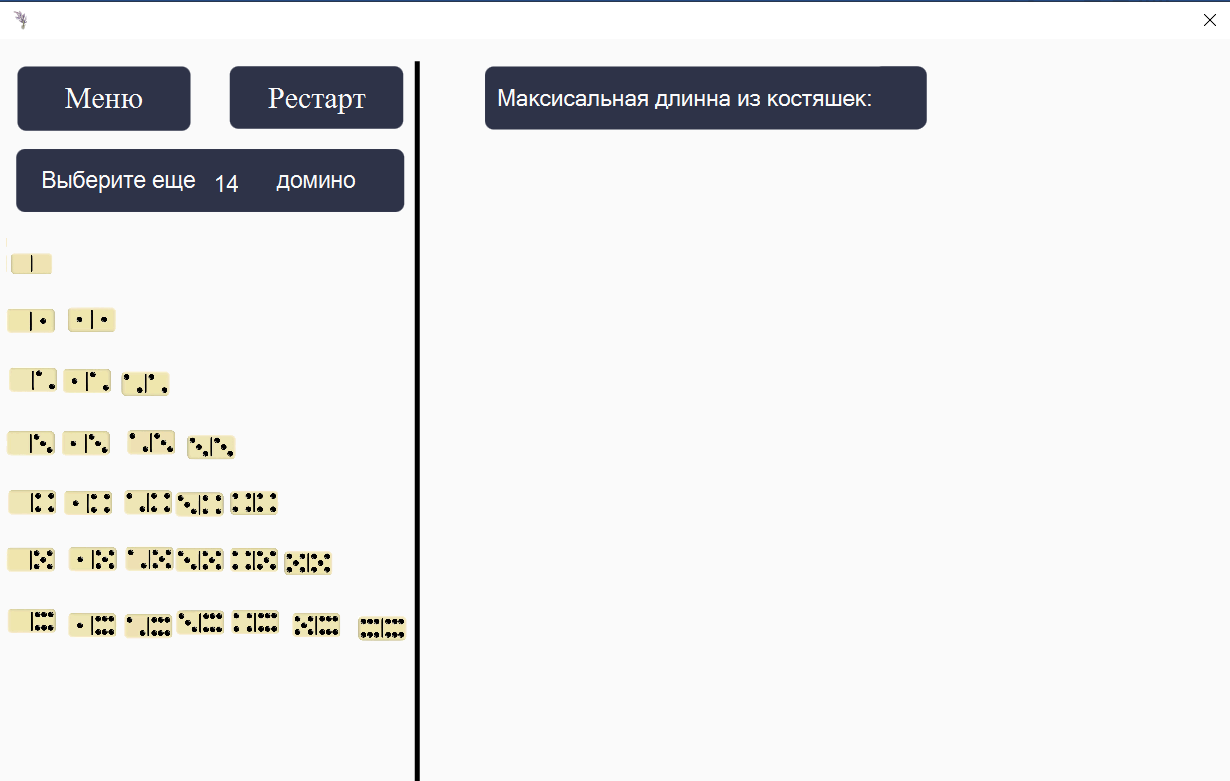 Меню
Рестарт
Максисальная длинна из костяшек:
Выберите еще 14 домино